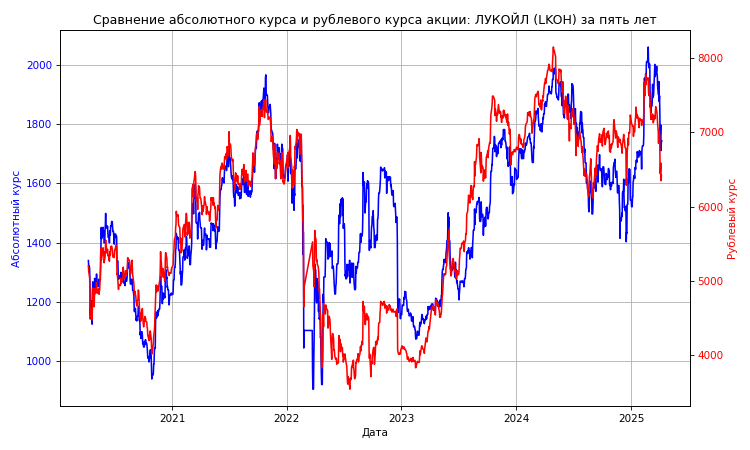 Сравнение абсолютного курса и рублевого курса акции: ЛУКОЙЛ (LKOH) за пять лет
Абсолютный курс
2000
1800
1600
1400
1200
1000
8000
7000
6000
5000
4000
Рублевый курс
2021 2022 2023 2024 2025
Дата